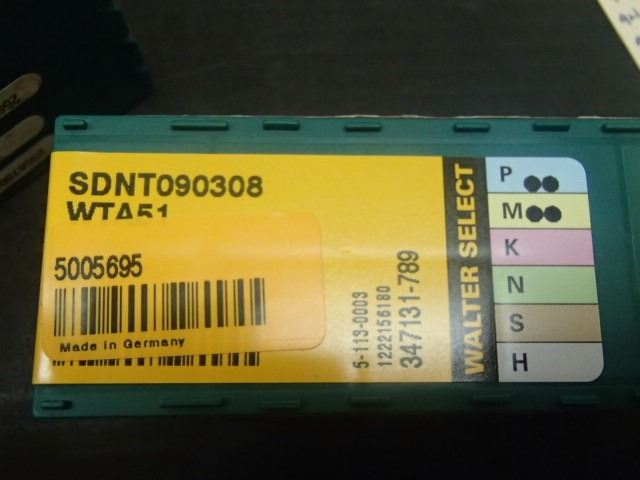 SDNT090308
WTA51
5005695
Made in Germany
5-113-0003
1222156180
347131-789
WALTER SELECT
P
M
K
N
S
H